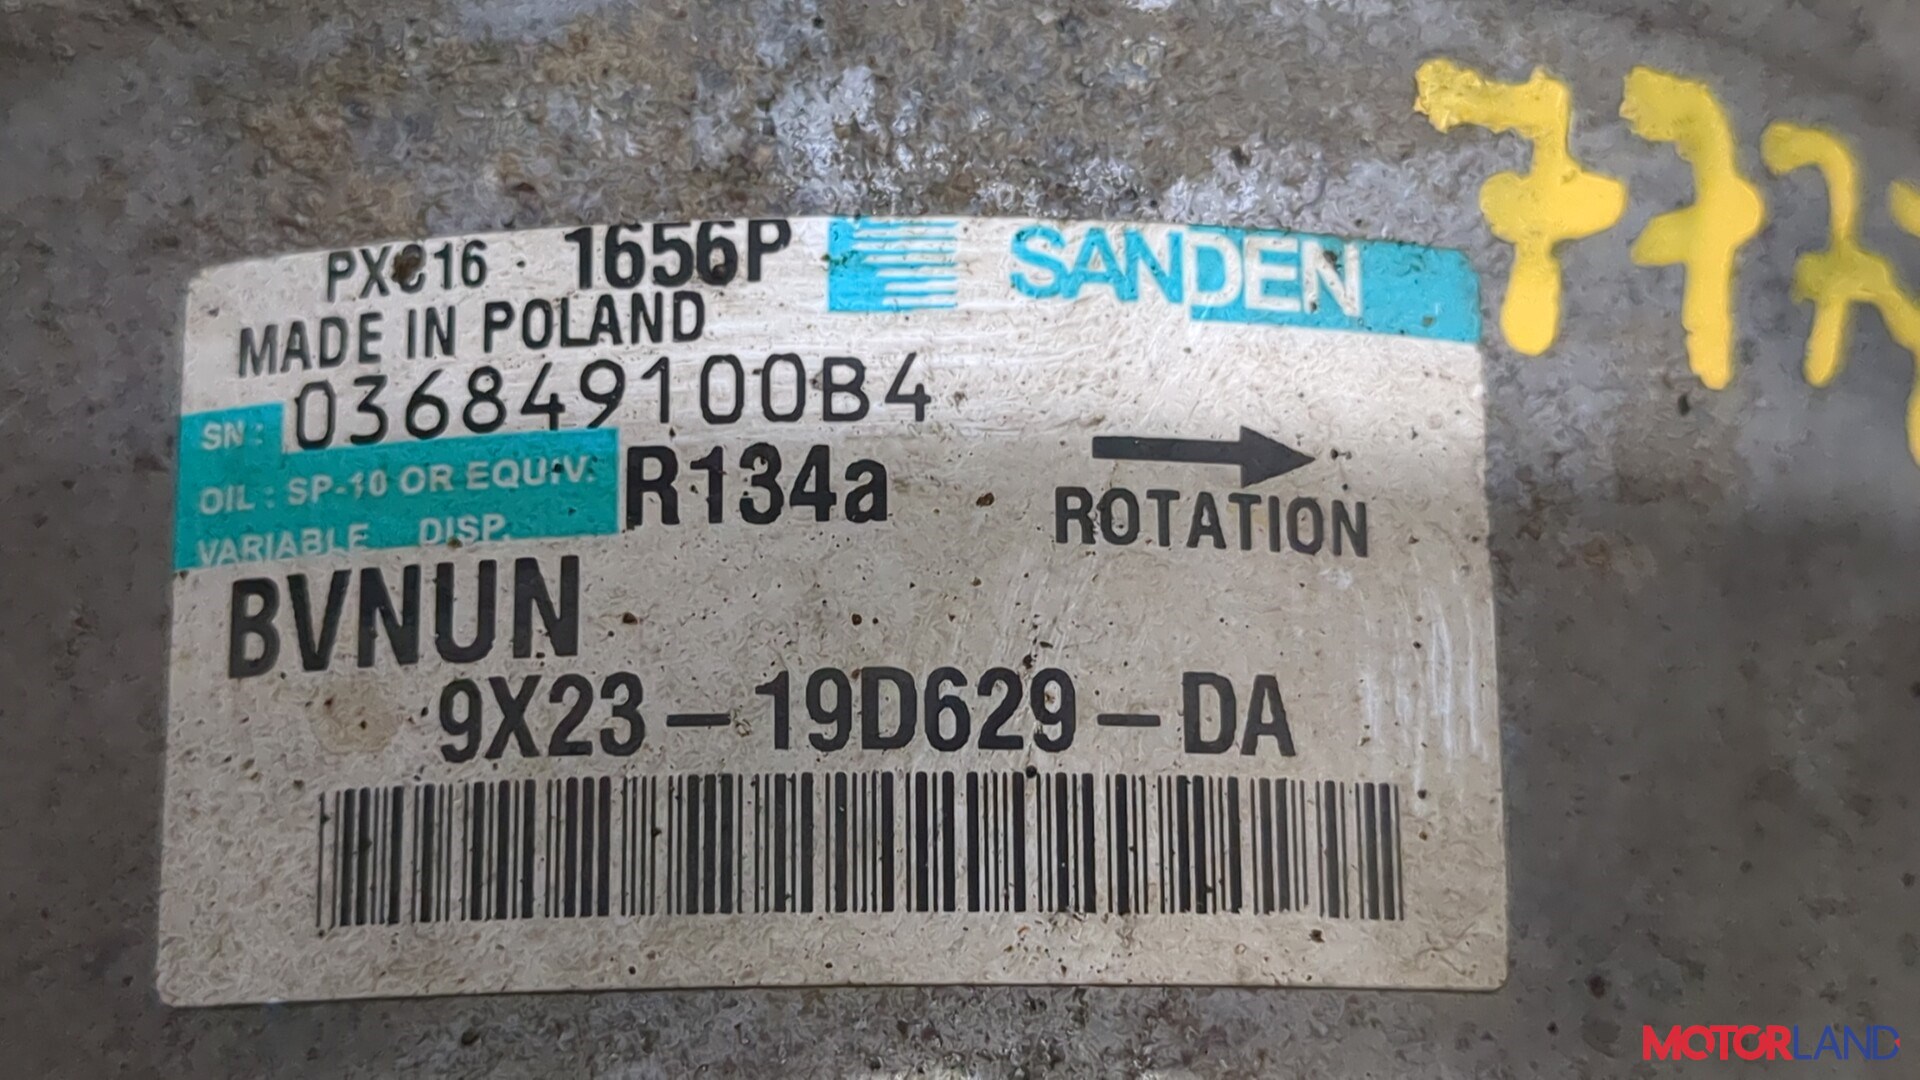 PXC16 · 1656P
SANDEN
MADE IN POLAND
SN: 036849100B4
OIL: SP-10 OR EQUIV.
R134a
VARIABLE DISP.
ROTATION
BVNUN
9X23-19D629-DA
777
MOTORLAND